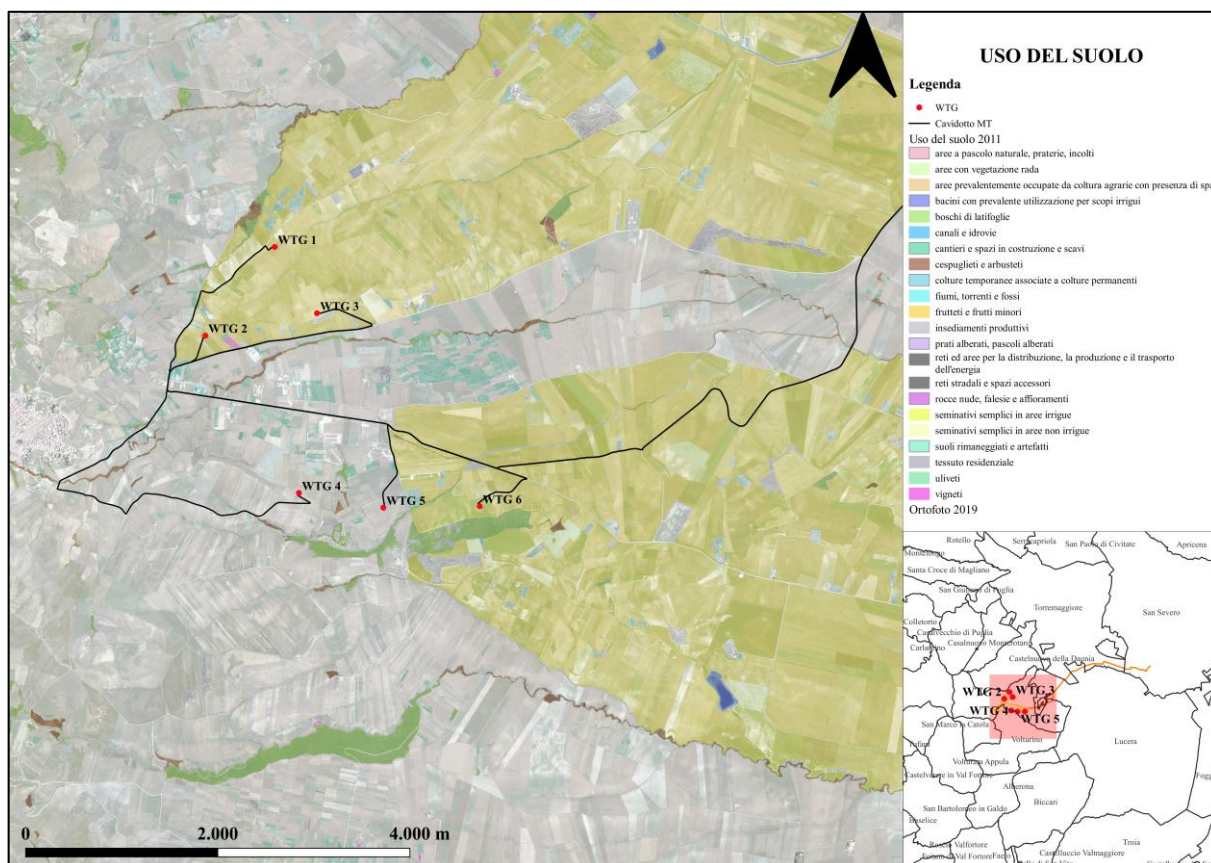 USO DEL SUOLO
Legenda
WTG
Cavidotto MT
Uso del suolo 2011
aree a pascolo naturale, praterie, incolti
aree con vegetazione rada
aree prevalentemente occupate da coltura agrarie con presenza di spa
bacini con prevalente utilizzazione per scopi irrigui
boschi di latifoglie
canali e idrovie
cantieri e spazi in costruzione e scavi
cespuglieti e arbusteti
colture temporanee associate a colture permanenti
fiumi, torrenti e fossi
frutteti e frutti minori
insediamenti produttivi
prati alberati, pascoli alberati
reti ed aree per la distribuzione, la produzione e il trasporto
dell'energia
reti stradali e spazi accessori
rocce nude, falesie e affioramenti
seminativi semplici in aree irrigue
seminativi semplici in aree non irrigue
suoli rimaneggiati e artefatti
tessuto residenziale
uliveti
vigneti
Ortofoto 2019
WTG 1
WTG 3
WTG 2
WTG 4
WTG 5
WTG 6
0
2.000
4.000 m
Rotello
Serracapriola
San Paolo di Civitate
Apricena
Montelongo
Santa Croce di Magliano
San Giuliano di Puglia
Torremaggiore
San Severo
Colletorto
Casalvecchio di Puglia
Carlantino
Casalnuovo Monterotaro
Castelnuovo della Daunia
WTG 2
WTG 3
WTG 4
WTG 5
San Marco la Catola
Tufara
Volturino
Lucera
Volturara Appula
Castelvetere in Val Fortore
Alberona
Biccari
San Bartolomeo in Galdo
Baselice
Troia
Roseto Valfortore
Faeto
Castelluccio Valmaggiore